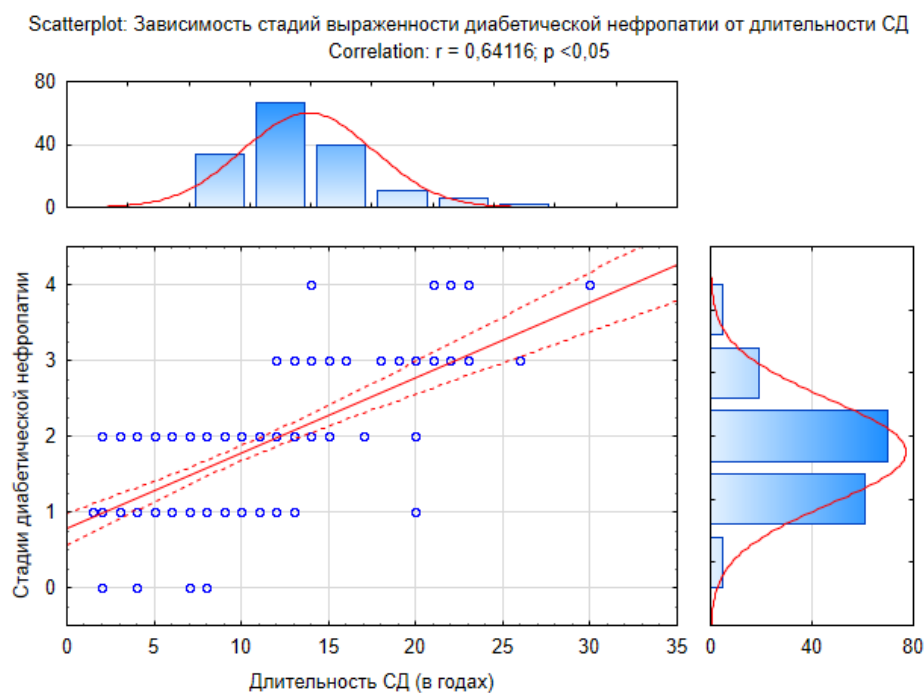 Scatterplot: Зависимость стадий выраженности диабетической нефропатии от длительности СД
Correlation: r = 0,64116; p <0,05
80
40
0
Стадии диабетической нефропатии
4
3
2
1
0
0 5 10 15 20 25 30 35
0 40 80
Длительность СД (в годах)